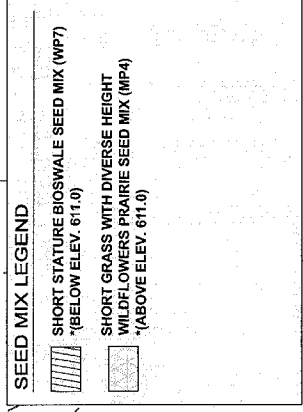 SEED MIX LEGEND
SHORT STATURE BIOSWALE SEED MIX (WP7)
*(BELOW ELEV. 611.0)
SHORT GRASS WITH DIVERSE HEIGHT
WILDFLOWERS PRAIRIE SEED MIX (MP4)
*(ABOVE ELEV. 611.0)